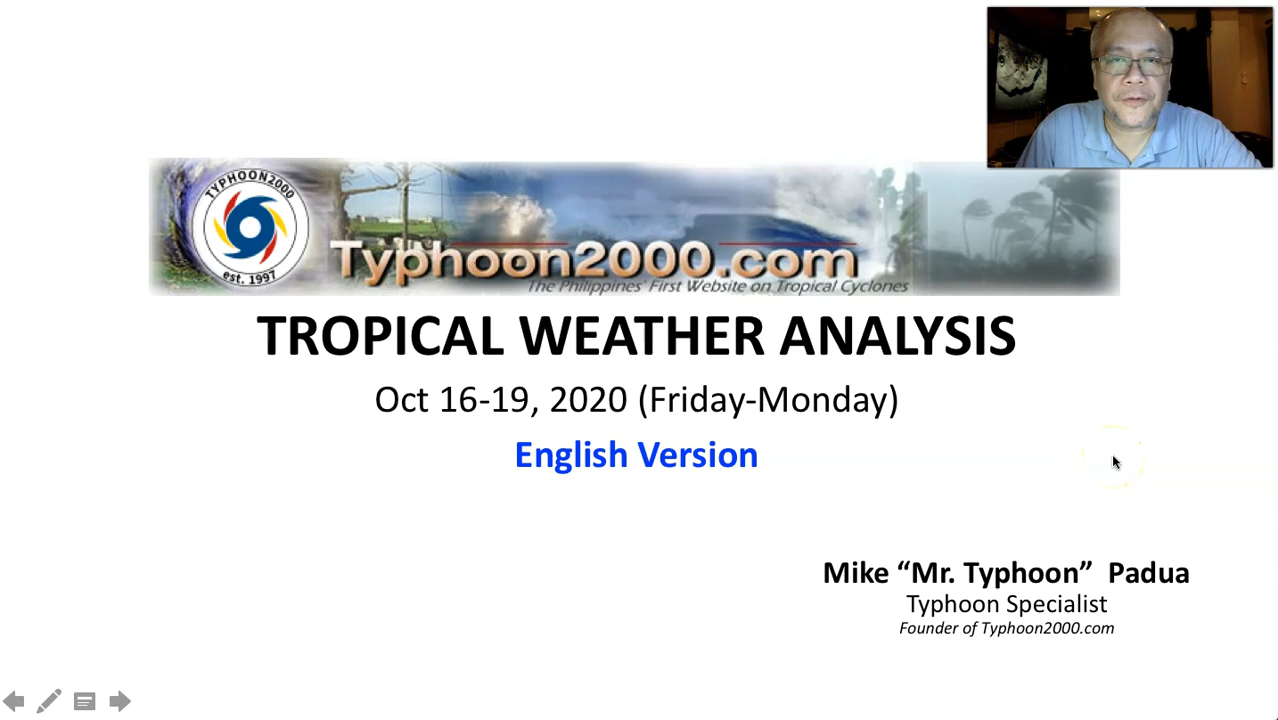 TYPHOON2000
est. 1997
Typhoon2000.com
The Philippines' First Website on Tropical Cyclones
TROPICAL WEATHER ANALYSIS
Oct 16-19, 2020 (Friday-Monday)
English Version
Mike “Mr. Typhoon”  Padua
Typhoon Specialist
Founder of Typhoon2000.com